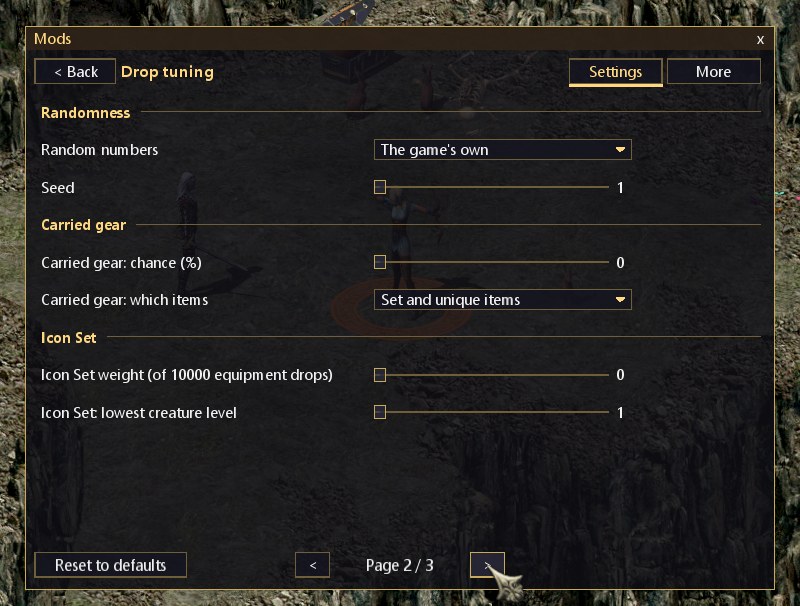 Mods x
< Back Drop tuning Settings More
Randomness
Random numbers The game's own
Seed 1
Carried gear
Carried gear: chance (%) 0
Carried gear: which items Set and unique items
Icon Set
Icon Set weight (of 10000 equipment drops) 0
Icon Set: lowest creature level 1
Reset to defaults < Page 2 / 3 >